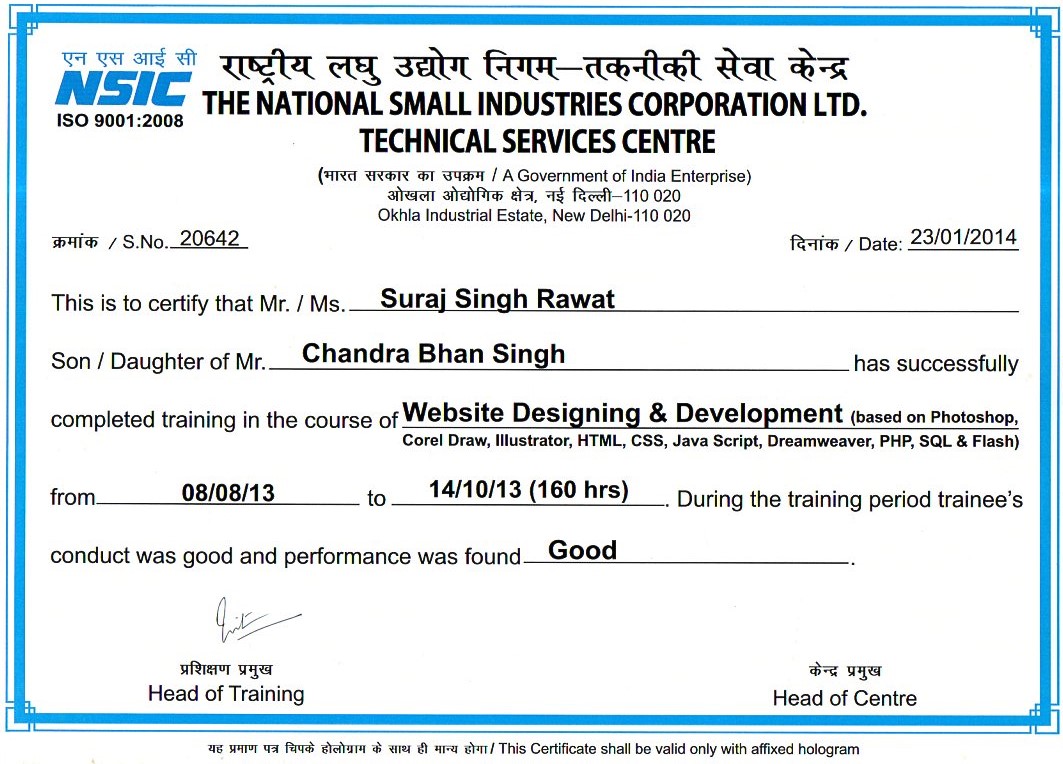 एन एस आई सी
NSIC
ISO 9001:2008
राष्ट्रीय लघु उद्योग निगम–तकनीकी सेवा केन्द्र
THE NATIONAL SMALL INDUSTRIES CORPORATION LTD.
TECHNICAL SERVICES CENTRE
(भारत सरकार का उपक्रम / A Government of India Enterprise)
ओखला ओद्योगिक क्षेत्र, नई दिल्ली–110 020
Okhla Industrial Estate, New Delhi-110 020
क्रमांक / S.No. 20642 दिनांक / Date: 23/01/2014
This is to certify that Mr. / Ms. Suraj Singh Rawat
Son / Daughter of Mr. Chandra Bhan Singh has successfully
completed training in the course of Website Designing & Development (based on Photoshop,
Corel Draw, Illustrator, HTML, CSS, Java Script, Dreamweaver, PHP, SQL & Flash)
from 08/08/13 to 14/10/13 (160 hrs). During the training period trainee's
conduct was good and performance was found Good.
प्रशिक्षण प्रमुख केन्द्र प्रमुख
Head of Training Head of Centre
यह प्रमाण पत्र चिपके होलोग्राम के साथ ही मान्य होगा / This Certificate shall be valid only with affixed hologram